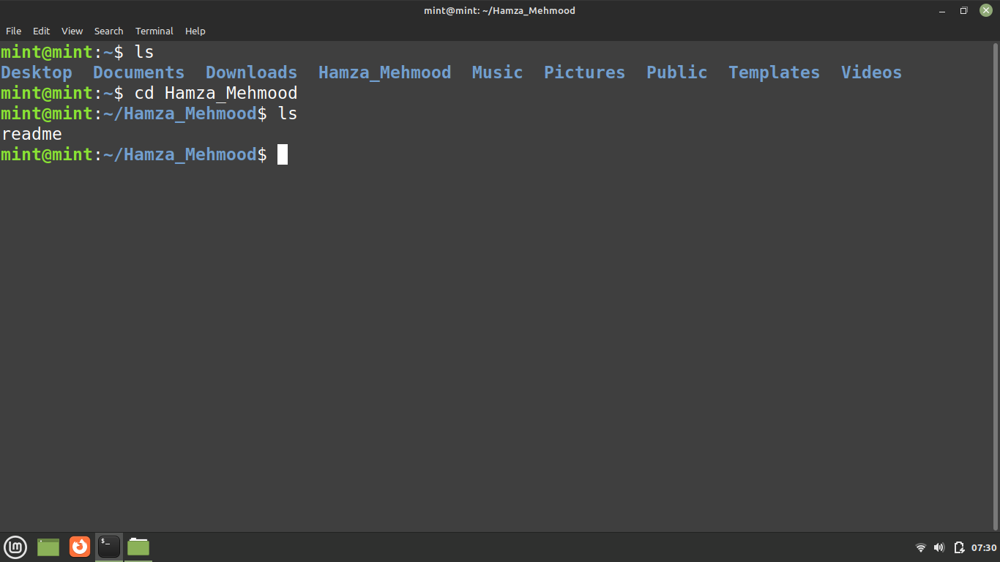 mint@mint: ~/Hamza_Mehmood
File Edit View Search Terminal Help
mint@mint:~$ ls
Desktop Documents Downloads Hamza_Mehmood Music Pictures Public Templates Videos
mint@mint:~$ cd Hamza_Mehmood
mint@mint:~/Hamza_Mehmood$ ls
readme
mint@mint:~/Hamza_Mehmood$
$_
07:30